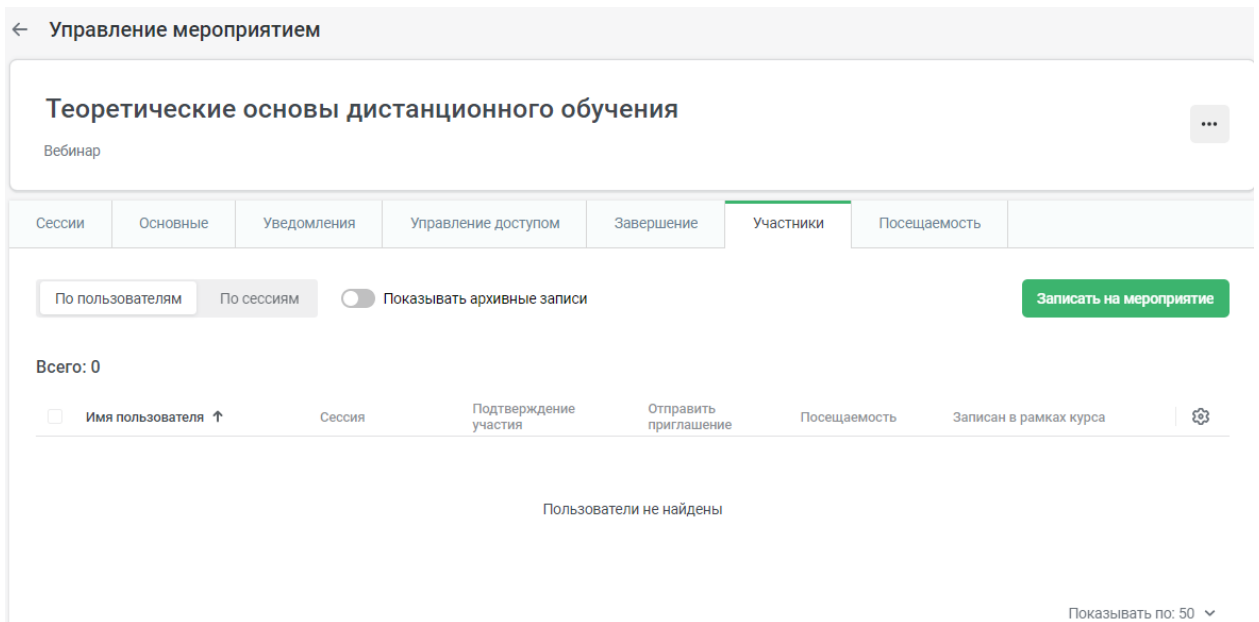 ← Управление мероприятием
Теоретические основы дистанционного обучения
Вебинар
Сессии Основные Уведомления Управление доступом Завершение Участники Посещаемость
По пользователям По сессиям Показывать архивные записи Записать на мероприятие
Всего: 0
Имя пользователя ↑ Сессия Подтверждение участия Отправить приглашение Посещаемость Записан в рамках курса
Пользователи не найдены
Показывать по: 50